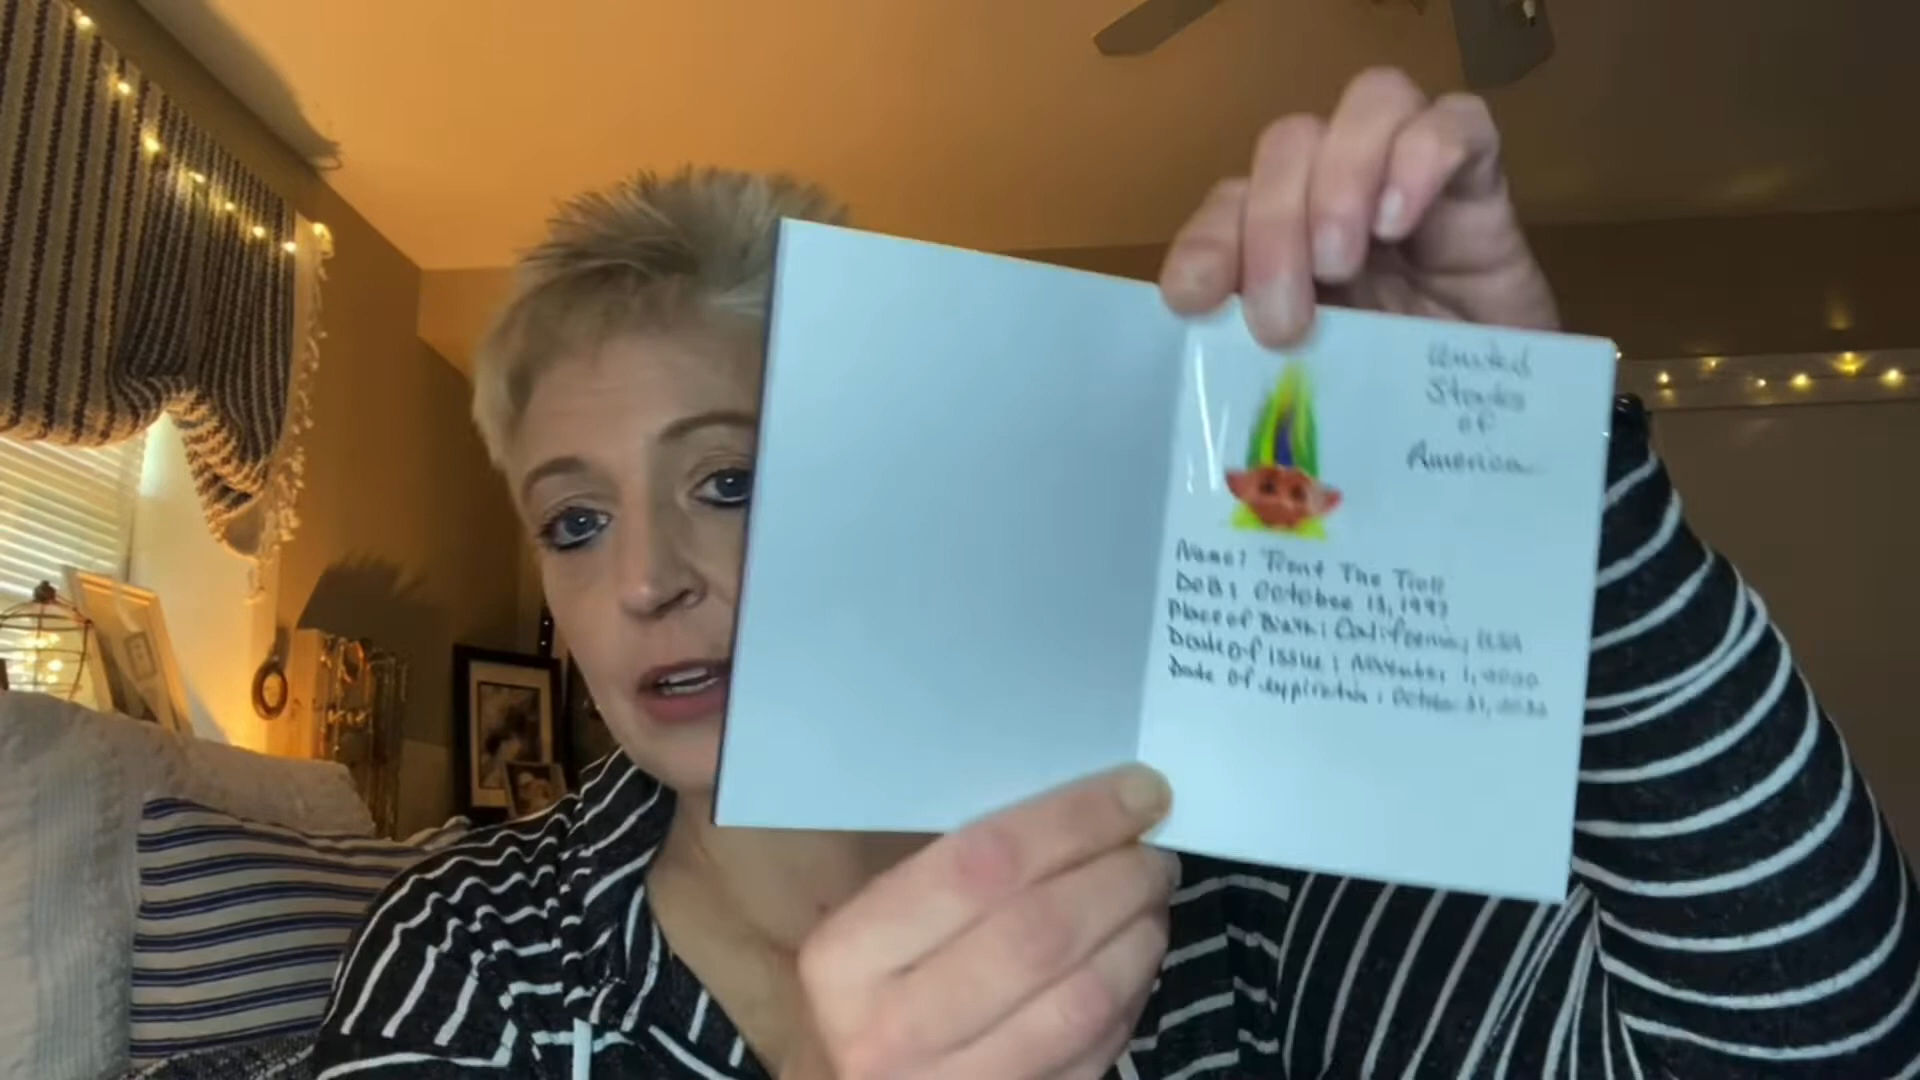 United
States
of
America
Name: Trent The Troll
DOB: October 13, 1997
Place of Birth: California, USA
Date of issue: November 1, 2020
Date of expiration: October 31, 2030